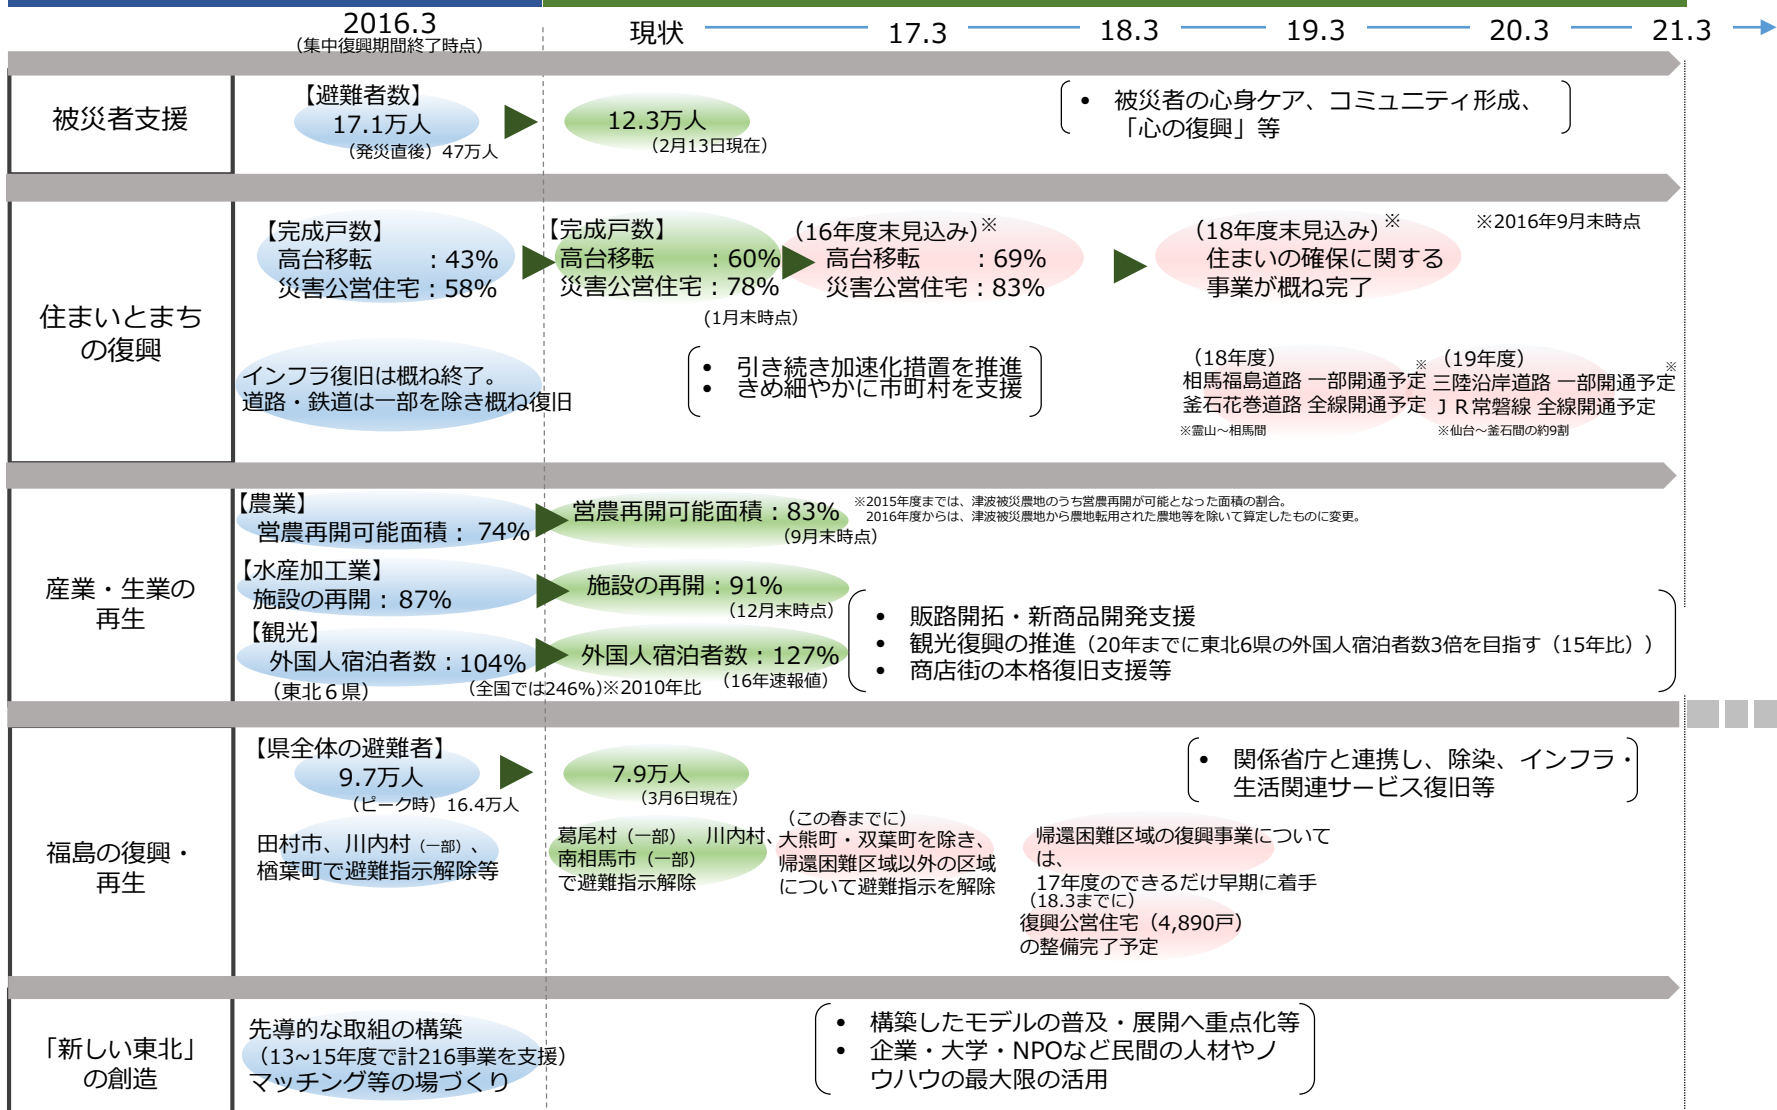 2016.3
(集中復興期間終了時点)
現状
17.3
18.3
19.3
20.3
21.3
被災者支援
【避難者数】
17.1万人
(発災直後) 47万人
12.3万人
(2月13日現在)
• 被災者の心身ケア、コミュニティ形成、
「心の復興」等
住まいとまち
の復興
【完成戸数】
高台移転 : 43%
災害公営住宅 : 58%
【完成戸数】
高台移転 : 60%
災害公営住宅 : 78%
(1月末時点)
(16年度末見込み)※
高台移転 : 69%
災害公営住宅 : 83%
(18年度末見込み)※
住まいの確保に関する
事業が概ね完了
※2016年9月末時点
インフラ復旧は概ね終了。
道路・鉄道は一部を除き概ね復旧
• 引き続き加速化措置を推進
• きめ細やかに市町村を支援
(18年度)
相馬福島道路 一部開通予定※
釜石花巻道路 全線開通予定
※霊山～相馬間
(19年度)
三陸沿岸道路 一部開通予定※
ＪＲ常磐線 全線開通予定
※仙台～釜石間の約9割
産業・生業の
再生
【農業】
営農再開可能面積 : 74%
営農再開可能面積 : 83%
(9月末時点)
※2015年度までは、津波被災農地のうち営農再開が可能となった面積の割合。
2016年度からは、津波被災農地から農地転用された農地等を除いて算定したものに変更。
【水産加工業】
施設の再開 : 87%
施設の再開 : 91%
(12月末時点)
【観光】
外国人宿泊者数 : 104%
(東北６県)
(全国では246%)※2010年比
外国人宿泊者数 : 127%
(16年速報値)
• 販路開拓・新商品開発支援
• 観光復興の推進 (20年までに東北6県の外国人宿泊者数3倍を目指す (15年比) )
• 商店街の本格復旧支援等
福島の復興・
再生
【県全体の避難者】
9.7万人
(ピーク時) 16.4万人
7.9万人
(3月6日現在)
• 関係省庁と連携し、除染、インフラ・
生活関連サービス復旧等
田村市、川内村 (一部) 、
楢葉町で避難指示解除等
葛尾村 (一部) 、川内村、
南相馬市 (一部)
で避難指示解除
(この春までに)
大熊町・双葉町を除き、
帰還困難区域以外の区域
について避難指示を解除
帰還困難区域の復興事業について
は、
17年度のできるだけ早期に着手
(18.3までに)
復興公営住宅 (4,890戸)
の整備完了予定
「新しい東北」
の創造
先導的な取組の構築
(13~15年度で計216事業を支援)
マッチング等の場づくり
• 構築したモデルの普及・展開へ重点化等
• 企業・大学・NPOなど民間の人材やノ
ウハウの最大限の活用